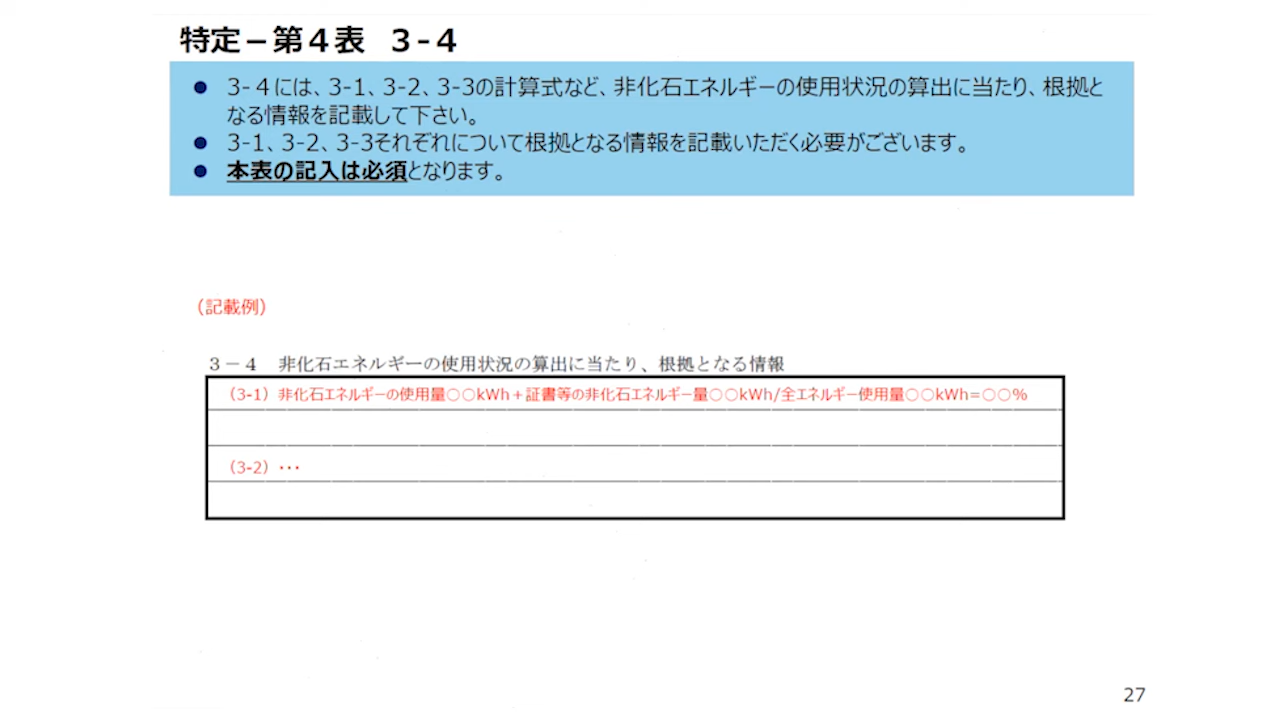 特定－第４表 ３-４
● 3-４には、3-1、3-2、3-3の計算式など、非化石エネルギーの使用状況の算出に当たり、根拠と
なる情報を記載して下さい。
● 3-1、3-2、3-3それぞれについて根拠となる情報を記載いただく必要がございます。
● 本表の記入は必須となります。
（記載例）
３－４　非化石エネルギーの使用状況の算出に当たり、根拠となる情報
（3-1）非化石エネルギーの使用量○○kWh＋証書等の非化石エネルギー量○○kWh/全エネルギー使用量○○kWh=○○%
（3-2）･･･
27